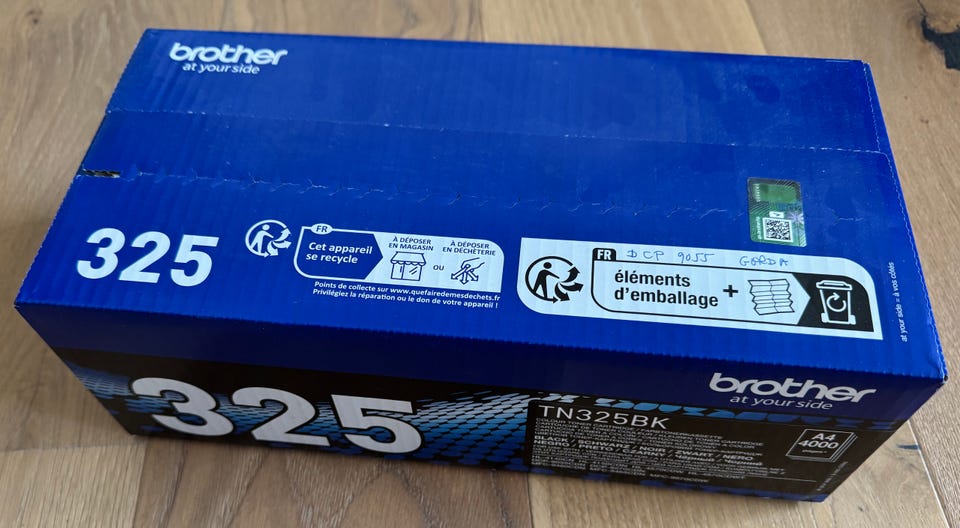 brother
at your side
325
FR
Cet appareil
se recycle
À DÉPOSER
EN MAGASIN
OU
À DÉPOSER
EN DÉCHÈTERIE
Points de collecte sur www.quefairedemesdechets.fr
Privilégiez la réparation ou le don de votre appareil !
FR
DCP 9055 GERDA
éléments
d'emballage +
at your side = à vos côtés
325
brother
at your side
TN325BK
BLACK
NOIR / ZWART / NERO
A4
4000
pages*